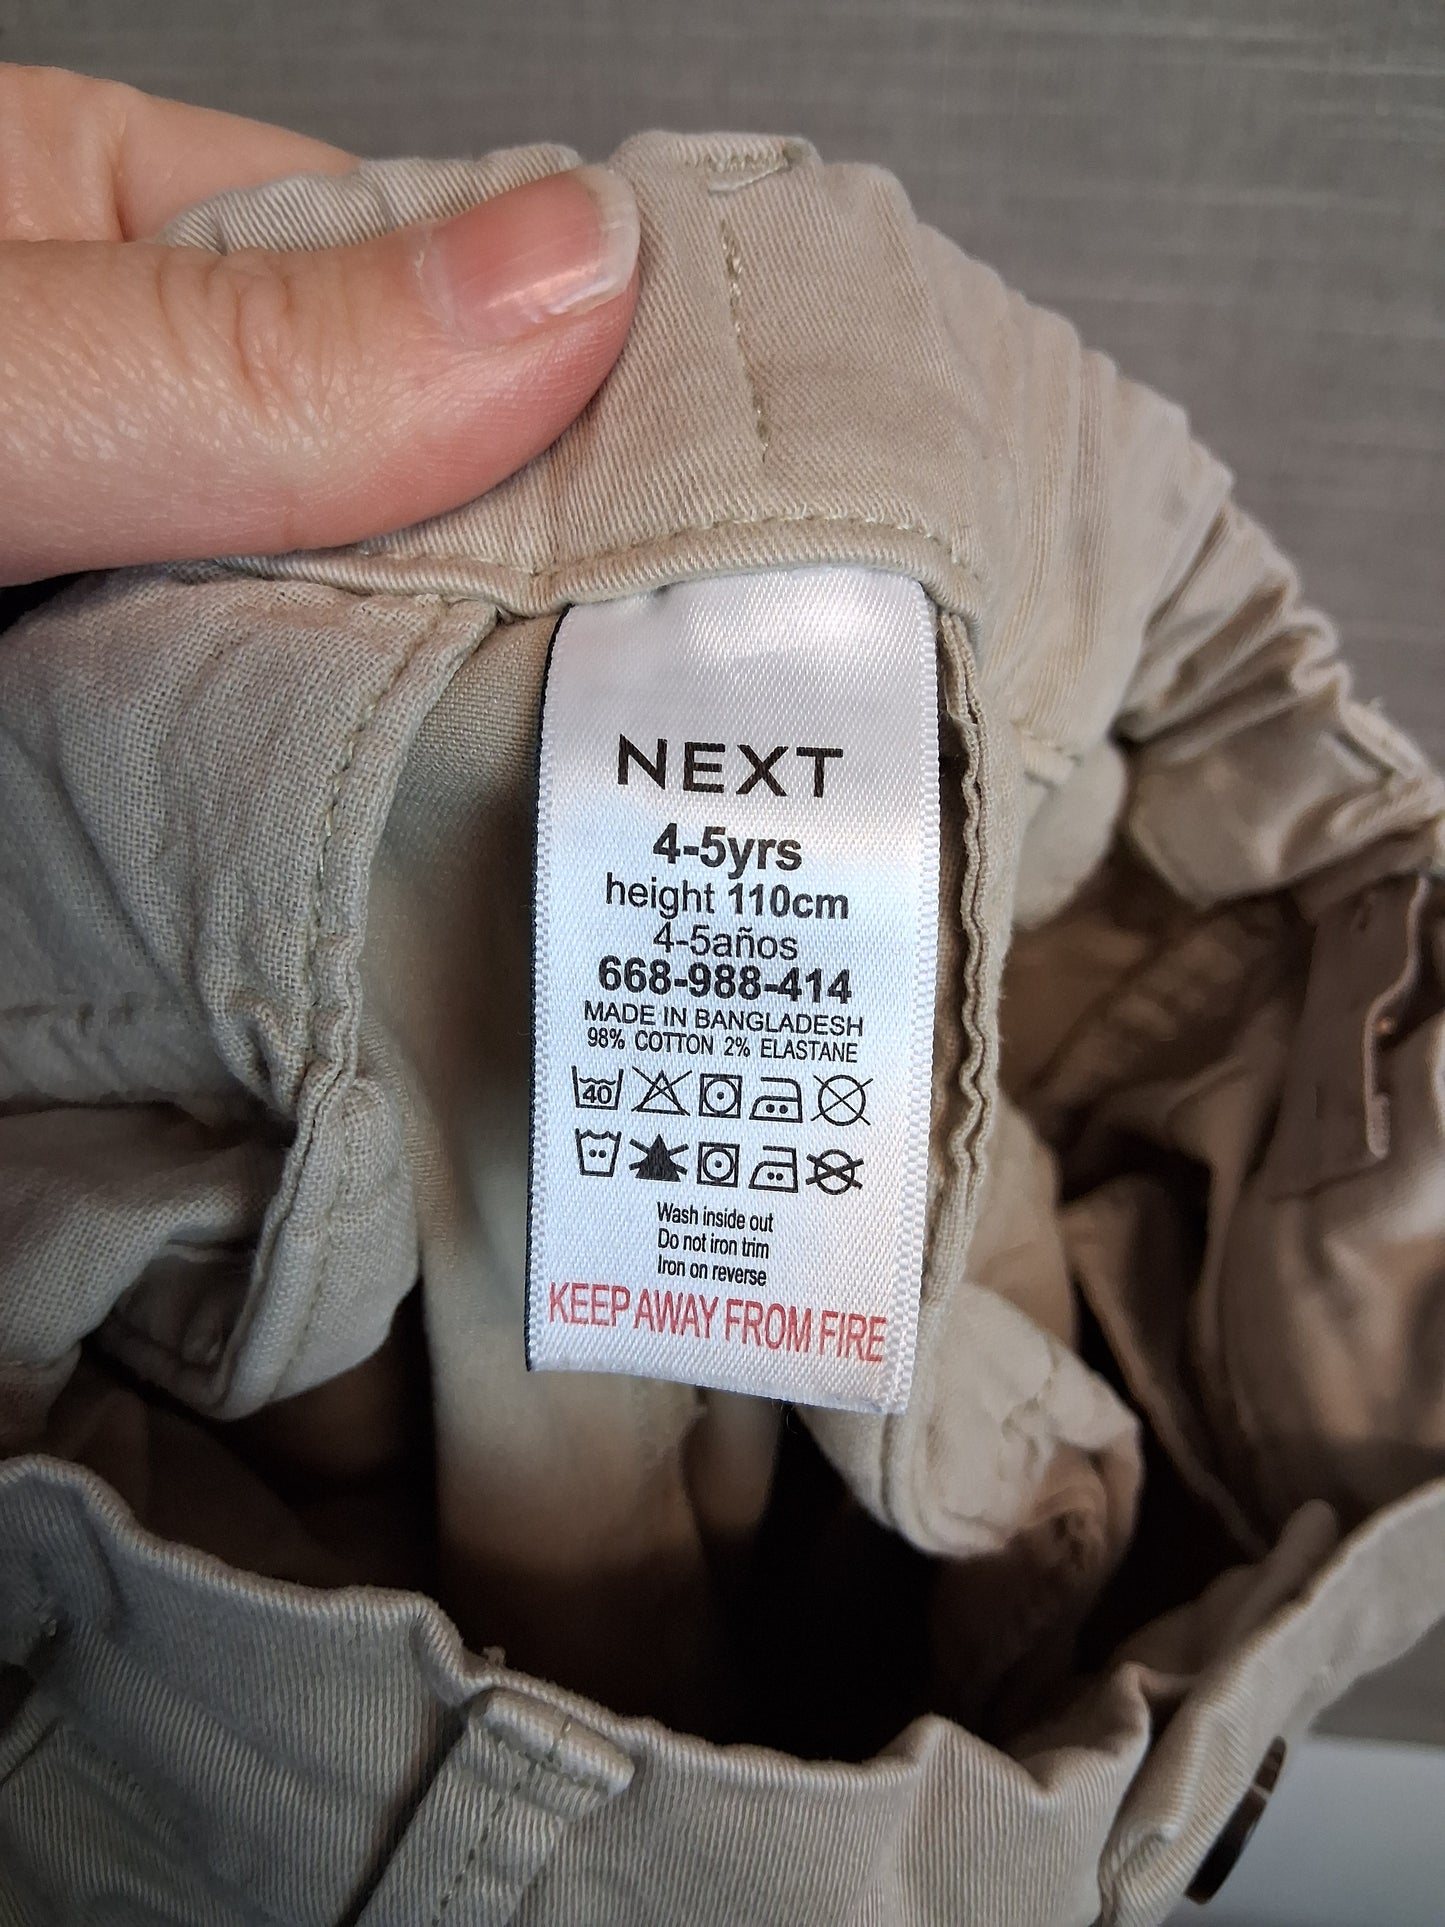 NEXT
4-5yrs
height 110cm
4-5años
668-988-414
MADE IN BANGLADESH
98% COTTON 2% ELASTANE
40
Wash inside out
Do not iron trim
Iron on reverse
KEEP AWAY FROM FIRE